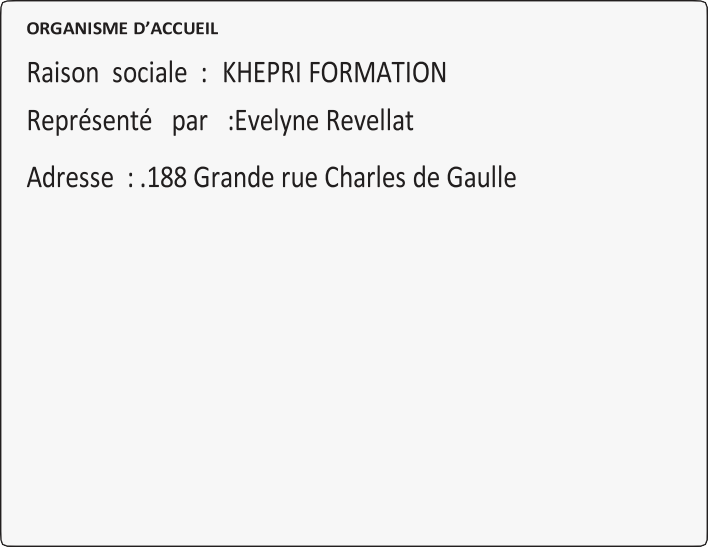 ORGANISME D’ACCUEIL
Raison sociale : KHEPRI FORMATION
Représenté par :Evelyne Revellat
Adresse : .188 Grande rue Charles de Gaulle